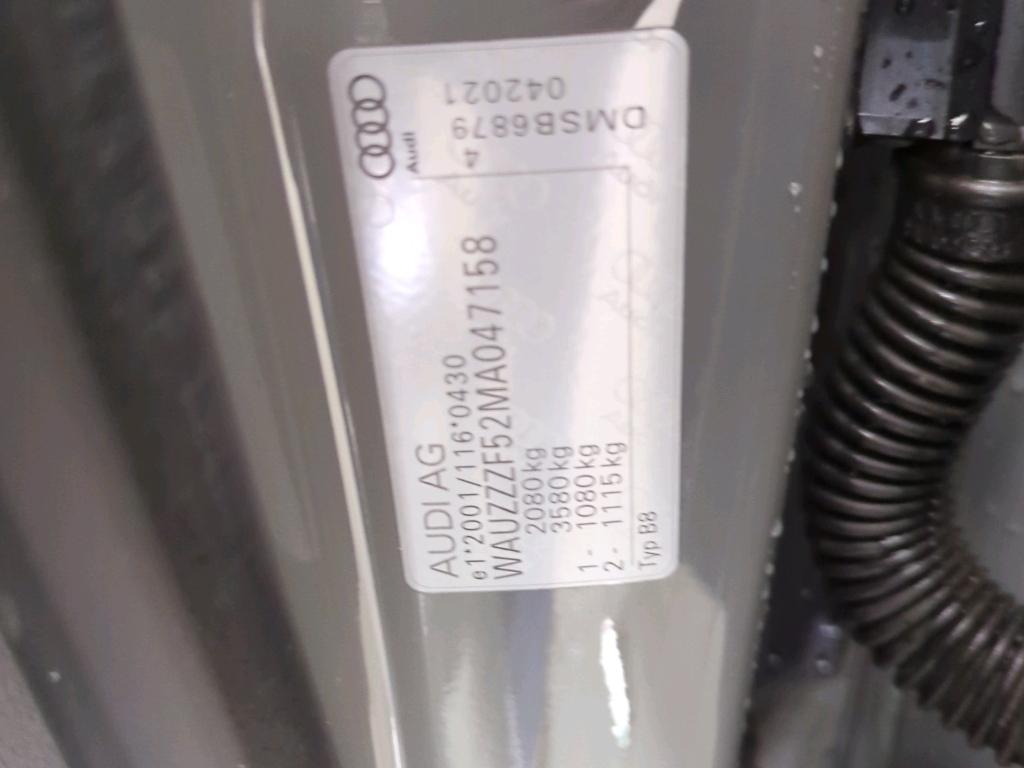 AUDI AG
e1*2001/116*0430
WAUZZZF52MA047158
2080kg
3580kg
1 - 1080kg
2 - 1115kg
Typ B8
Audi
4
DMSB6879
042021